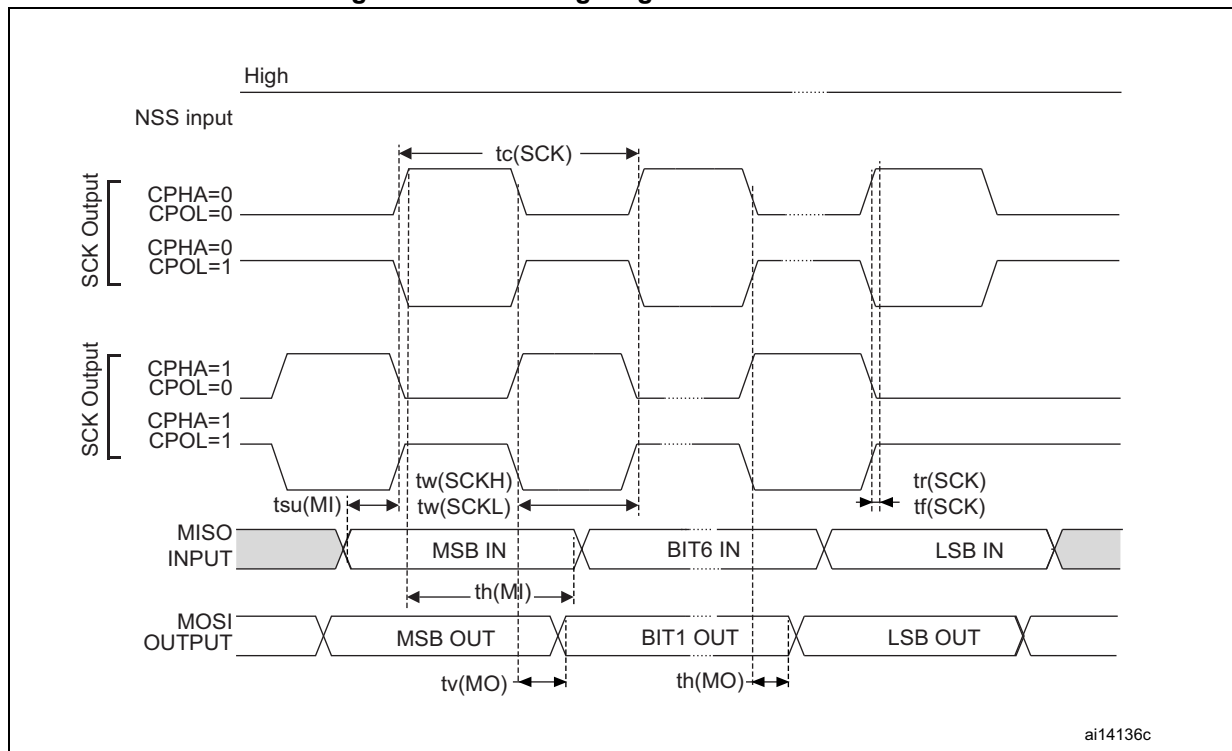 High
NSS input
tc(SCK)
SCK Output
CPHA=0
CPOL=0
CPHA=0
CPOL=1
SCK Output
CPHA=1
CPOL=0
CPHA=1
CPOL=1
tw(SCKH)
tw(SCKL)
tr(SCK)
tf(SCK)
tsu(MI)
MISO
INPUT
MSB IN
BIT6 IN
LSB IN
th(MI)
MOSI
OUTPUT
MSB OUT
BIT1 OUT
LSB OUT
tv(MO)
th(MO)
ai14136c